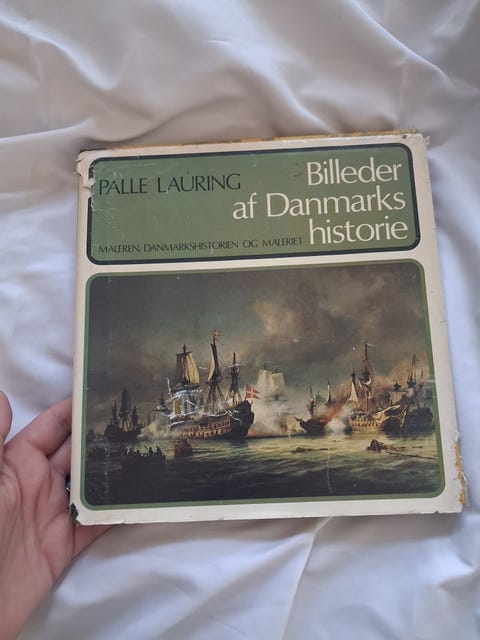 PALLE LAURING
Billeder
af Danmarks
historie
MALEREN, DANMARKSHISTORIEN OG MALERIET